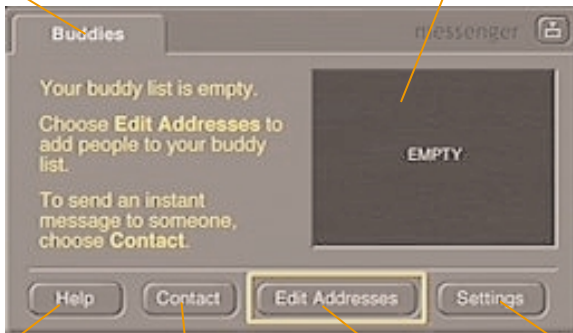 Buddies
messenger
Your buddy list is empty.
Choose Edit Addresses to
add people to your buddy
list.
EMPTY
To send an instant
message to someone,
choose Contact.
Help
Contact
Edit Addresses
Settings